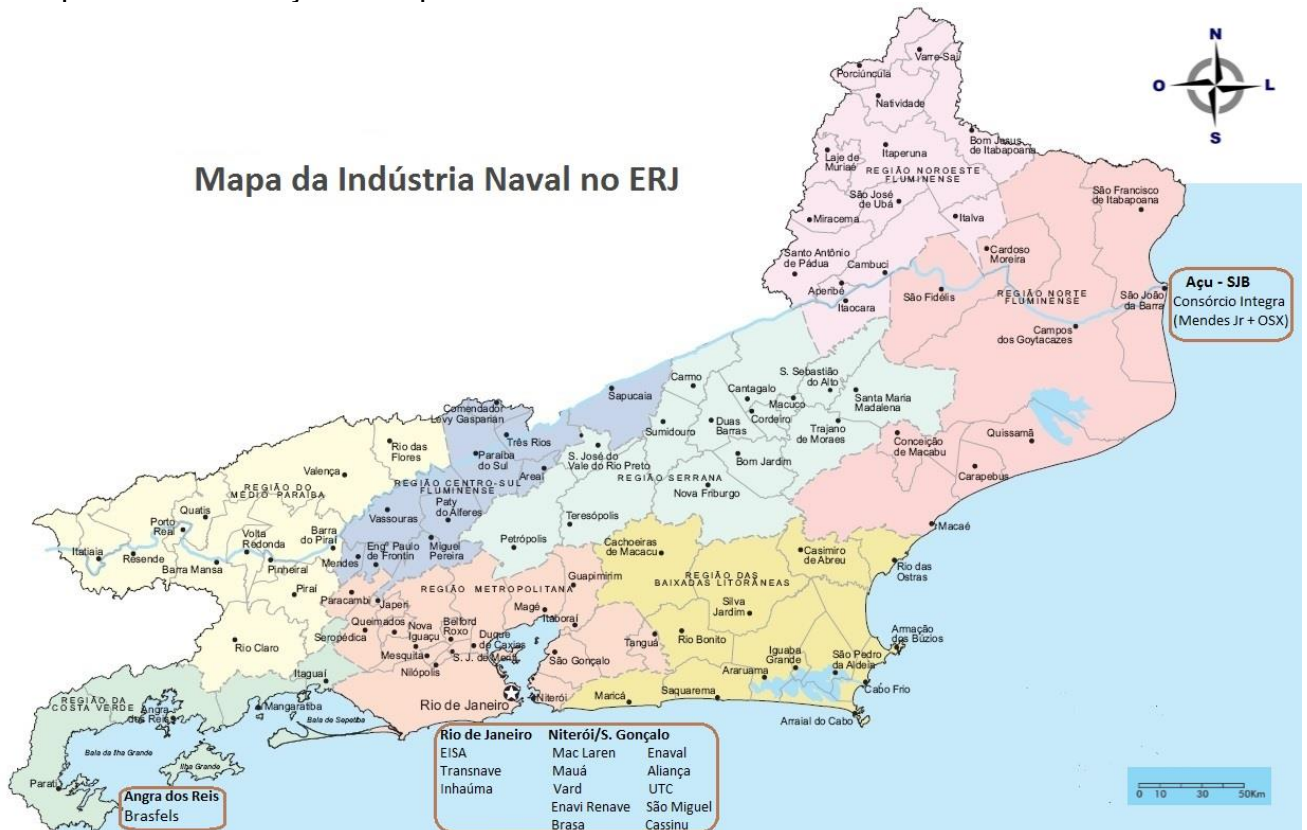 Mapa da Indústria Naval no ERJ
N
O
L
S
Varre-Sai
Porciúncula
Natividade
Bom Jesus
de Itabapoana
Laje de
Muriaé
Itaperuna
REGIÃO NOROESTE
FLUMINENSE
São José
de Ubá
Miracema
Italva
São Francisco
de Itabapoana
Santo Antônio
de Pádua
Cambuci
Cardoso
Moreira
Aperibé
Itaocara
São Fidélis
REGIÃO NORTE
FLUMINENSE
São João
da Barra
Campos
dos Goytacazes
Açu - SJB
Consórcio Integra
(Mendes Jr + OSX)
Carmo
Cantagalo
S. Sebastião
do Alto
Macuco
Cordeiro
Santa Maria
Madalena
Sapucaia
Sumidouro
Duas
Barras
Trajano
de Moraes
Conceição
de Macabu
Quissamã
Carapebus
Macaé
Comendador
Levy Gasparian
Três Rios
Paraíba
do Sul
Areal
S. José do
Vale do Rio Preto
Bom Jardim
REGIÃO SERRANA
Nova Friburgo
Rio das
Flores
Valença
REGIÃO DO
MÉDIO PARAÍBA
REGIÃO CENTRO-SUL
FLUMINENSE
Paty
do Alferes
Vassouras
Teresópolis
Petrópolis
Quatis
Porto
Real
Itatiaia
Resende
Volta
Redonda
Barra
do Piraí
Barra Mansa
Pinheiral
Mendes
Engº Paulo
de Frontin
Miguel
Pereira
Piraí
Rio Claro
Cachoeiras
de Macacu
Casimiro
de Abreu
Rio das
Ostras
REGIÃO DAS
BAIXADAS LITORÂNEAS
Guapimirim
REGIÃO METROPOLITANA
Paracambi
Japeri
Magé
Itaboraí
Silva
Jardim
Seropédica
Queimados
Nova
Iguaçu
Belford
Roxo
Duque
de Caxias
Mesquita
Nilópolis
S. J. de Meriti
São Gonçalo
Tanguá
Rio Bonito
Iguaba
Grande
São Pedro
da Aldeia
Armação
dos Búzios
Araruama
Cabo Frio
Arraial do Cabo
Saquarema
Maricá
Niterói
Rio de Janeiro
Itaguaí
Mangaratiba
Baía de Sepetiba
REGIÃO DA
COSTA VERDE
Angra
dos Reis
Baía da Ilha Grande
Ilha Grande
Parati
Angra dos Reis
Brasfels
Rio de Janeiro
EISA
Transnave
Inhaúma
Niterói/S. Gonçalo
Mac Laren
Enaval
Mauá
Aliança
Vard
UTC
Enavi Renave
São Miguel
Brasa
Cassinu
0 10 30 50Km